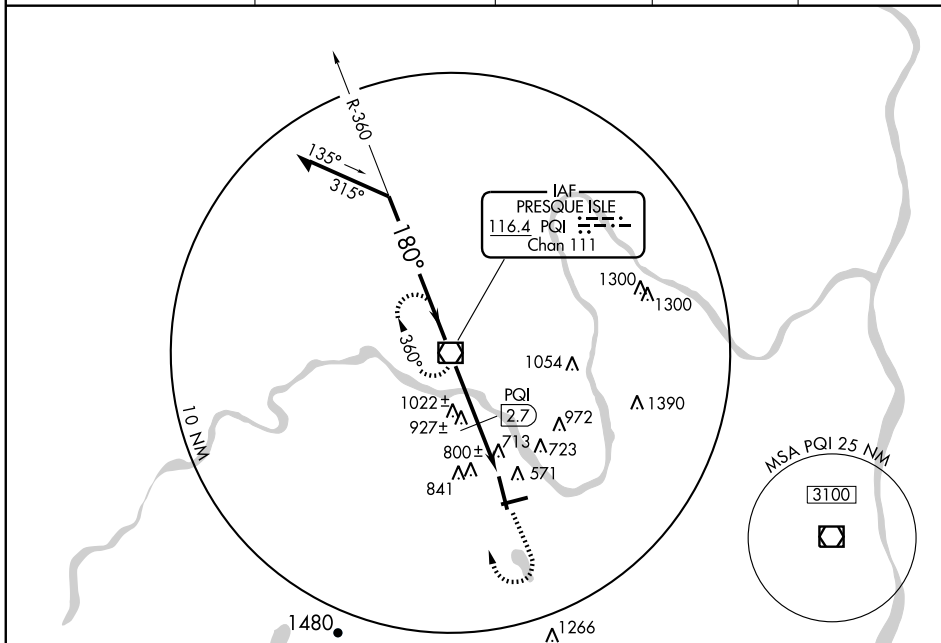 R-360
135°
315°
180°
360°
IAF
PRESQUE ISLE
116.4 PQI
Chan 111
1300
1300
1054
1390
PQI
2.7
1022±
927±
972
713
723
800±
571
841
10 NM
MSA PQI 25 NM
3100
1480
1266